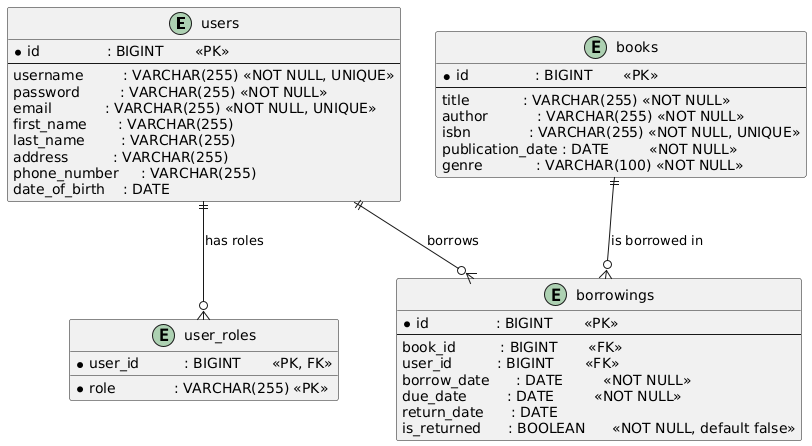 E users
* id : BIGINT «PK»
username : VARCHAR(255) «NOT NULL, UNIQUE»
password : VARCHAR(255) «NOT NULL»
email : VARCHAR(255) «NOT NULL, UNIQUE»
first_name : VARCHAR(255)
last_name : VARCHAR(255)
address : VARCHAR(255)
phone_number : VARCHAR(255)
date_of_birth : DATE
E books
* id : BIGINT «PK»
title : VARCHAR(255) «NOT NULL»
author : VARCHAR(255) «NOT NULL»
isbn : VARCHAR(255) «NOT NULL, UNIQUE»
publication_date : DATE «NOT NULL»
genre : VARCHAR(100) «NOT NULL»
has roles
borrows
is borrowed in
E user_roles
* user_id : BIGINT «PK, FK»
* role : VARCHAR(255) «PK»
E borrowings
* id : BIGINT «PK»
book_id : BIGINT «FK»
user_id : BIGINT «FK»
borrow_date : DATE «NOT NULL»
due_date : DATE «NOT NULL»
return_date : DATE
is_returned : BOOLEAN «NOT NULL, default false»